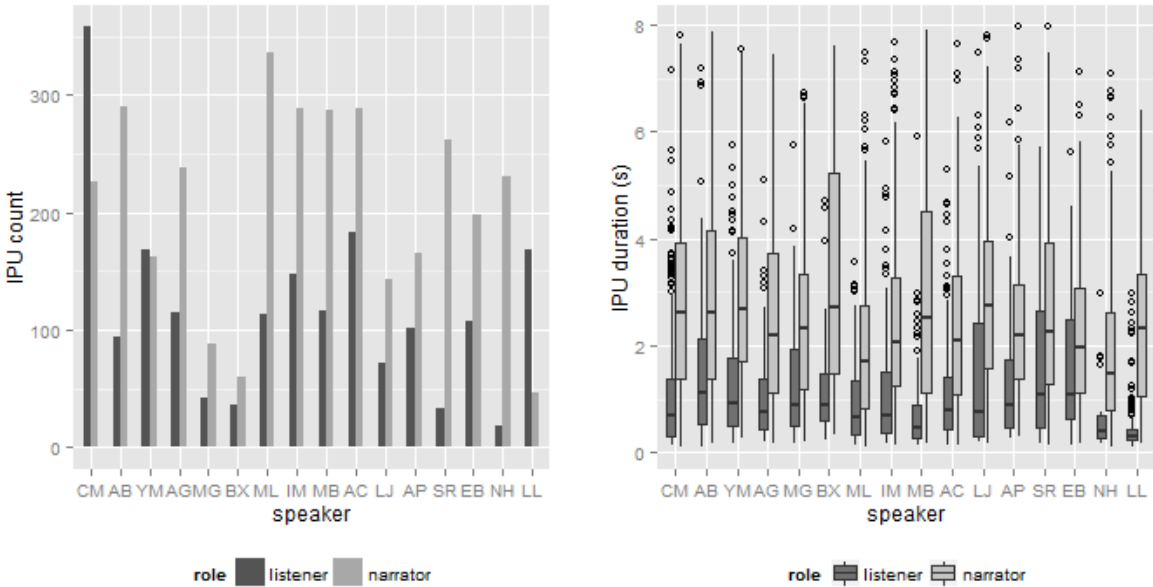 IPU count
300
200
100
0
CM AB YM AG MG BX ML IM MB AC LJ AP SR EB NH LL
speaker
role listener narrator
IPU duration (s)
8
6
4
2
0
CM AB YM AG MG BX ML IM MB AC LJ AP SR EB NH LL
speaker
role listener narrator